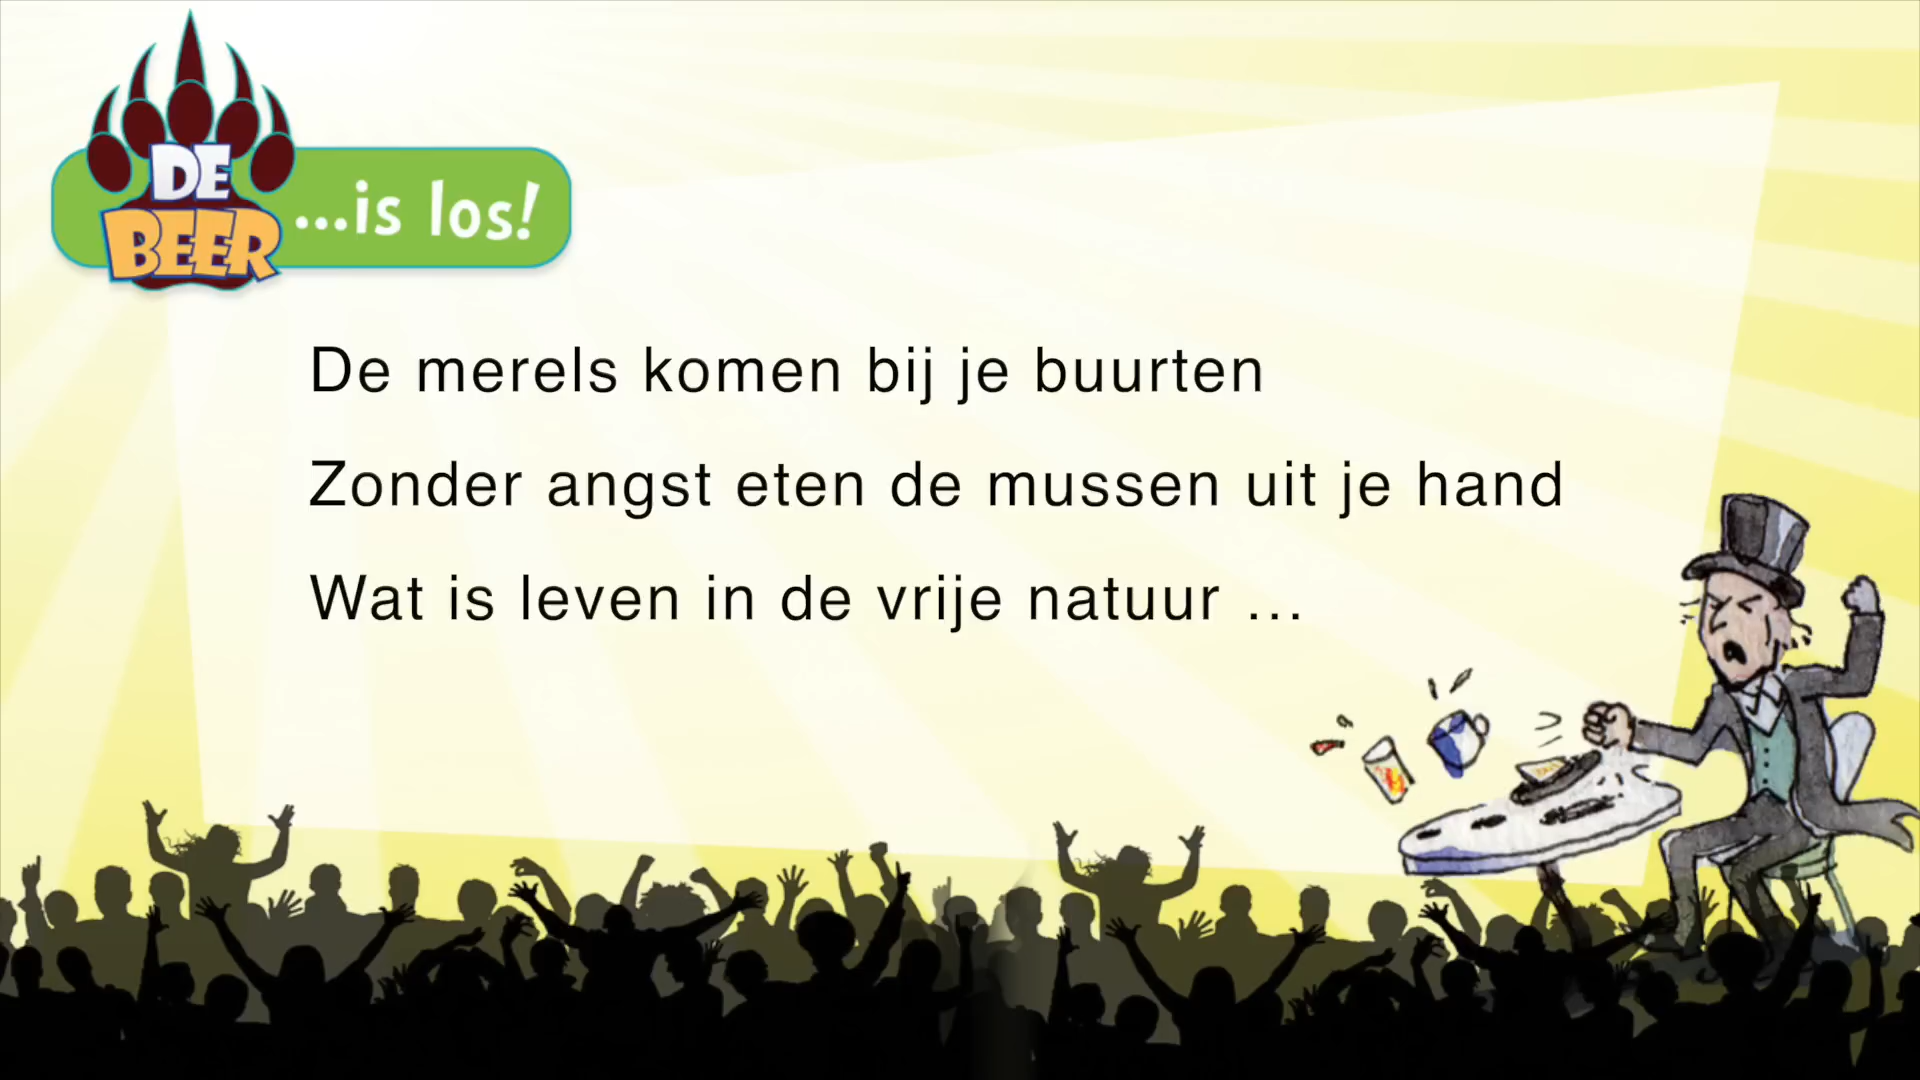 DE
BEER
...is los!
De merels komen bij je buurten
Zonder angst eten de mussen uit je hand
Wat is leven in de vrije natuur ...